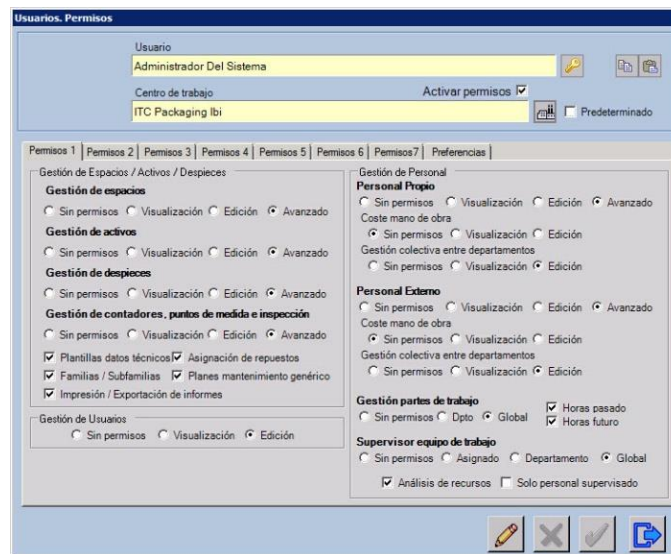 Usuarios. Permisos
Usuario
Administrador Del Sistema
Centro de trabajo Activar permisos
ITC Packaging Ibi Predeterminado
Permisos 1 Permisos 2 Permisos 3 Permisos 4 Permisos 5 Permisos 6 Permisos7 Preferencias
Gestión de Espacios / Activos / Despieces
Gestión de espacios
Sin permisos Visualización Edición Avanzado
Gestión de activos
Sin permisos Visualización Edición Avanzado
Gestión de despieces
Sin permisos Visualización Edición Avanzado
Gestión de contadores, puntos de medida e inspección
Sin permisos Visualización Edición Avanzado
Plantillas datos técnicos Asignación de repuestos
Familias / Subfamilias Planes mantenimiento genérico
Impresión / Exportación de informes
Gestión de Usuarios
Sin permisos Visualización Edición
Gestión de Personal
Personal Propio
Sin permisos Visualización Edición Avanzado
Coste mano de obra
Sin permisos Visualización Edición
Gestión colectiva entre departamentos
Sin permisos Visualización Edición
Personal Externo
Sin permisos Visualización Edición Avanzado
Coste mano de obra
Sin permisos Visualización Edición
Gestión colectiva entre departamentos
Sin permisos Visualización Edición
Gestión partes de trabajo Horas pasado
Sin permisos Dpto Global Horas futuro
Supervisor equipo de trabajo
Sin permisos Asignado Departamento Global
Análisis de recursos Solo personal supervisado